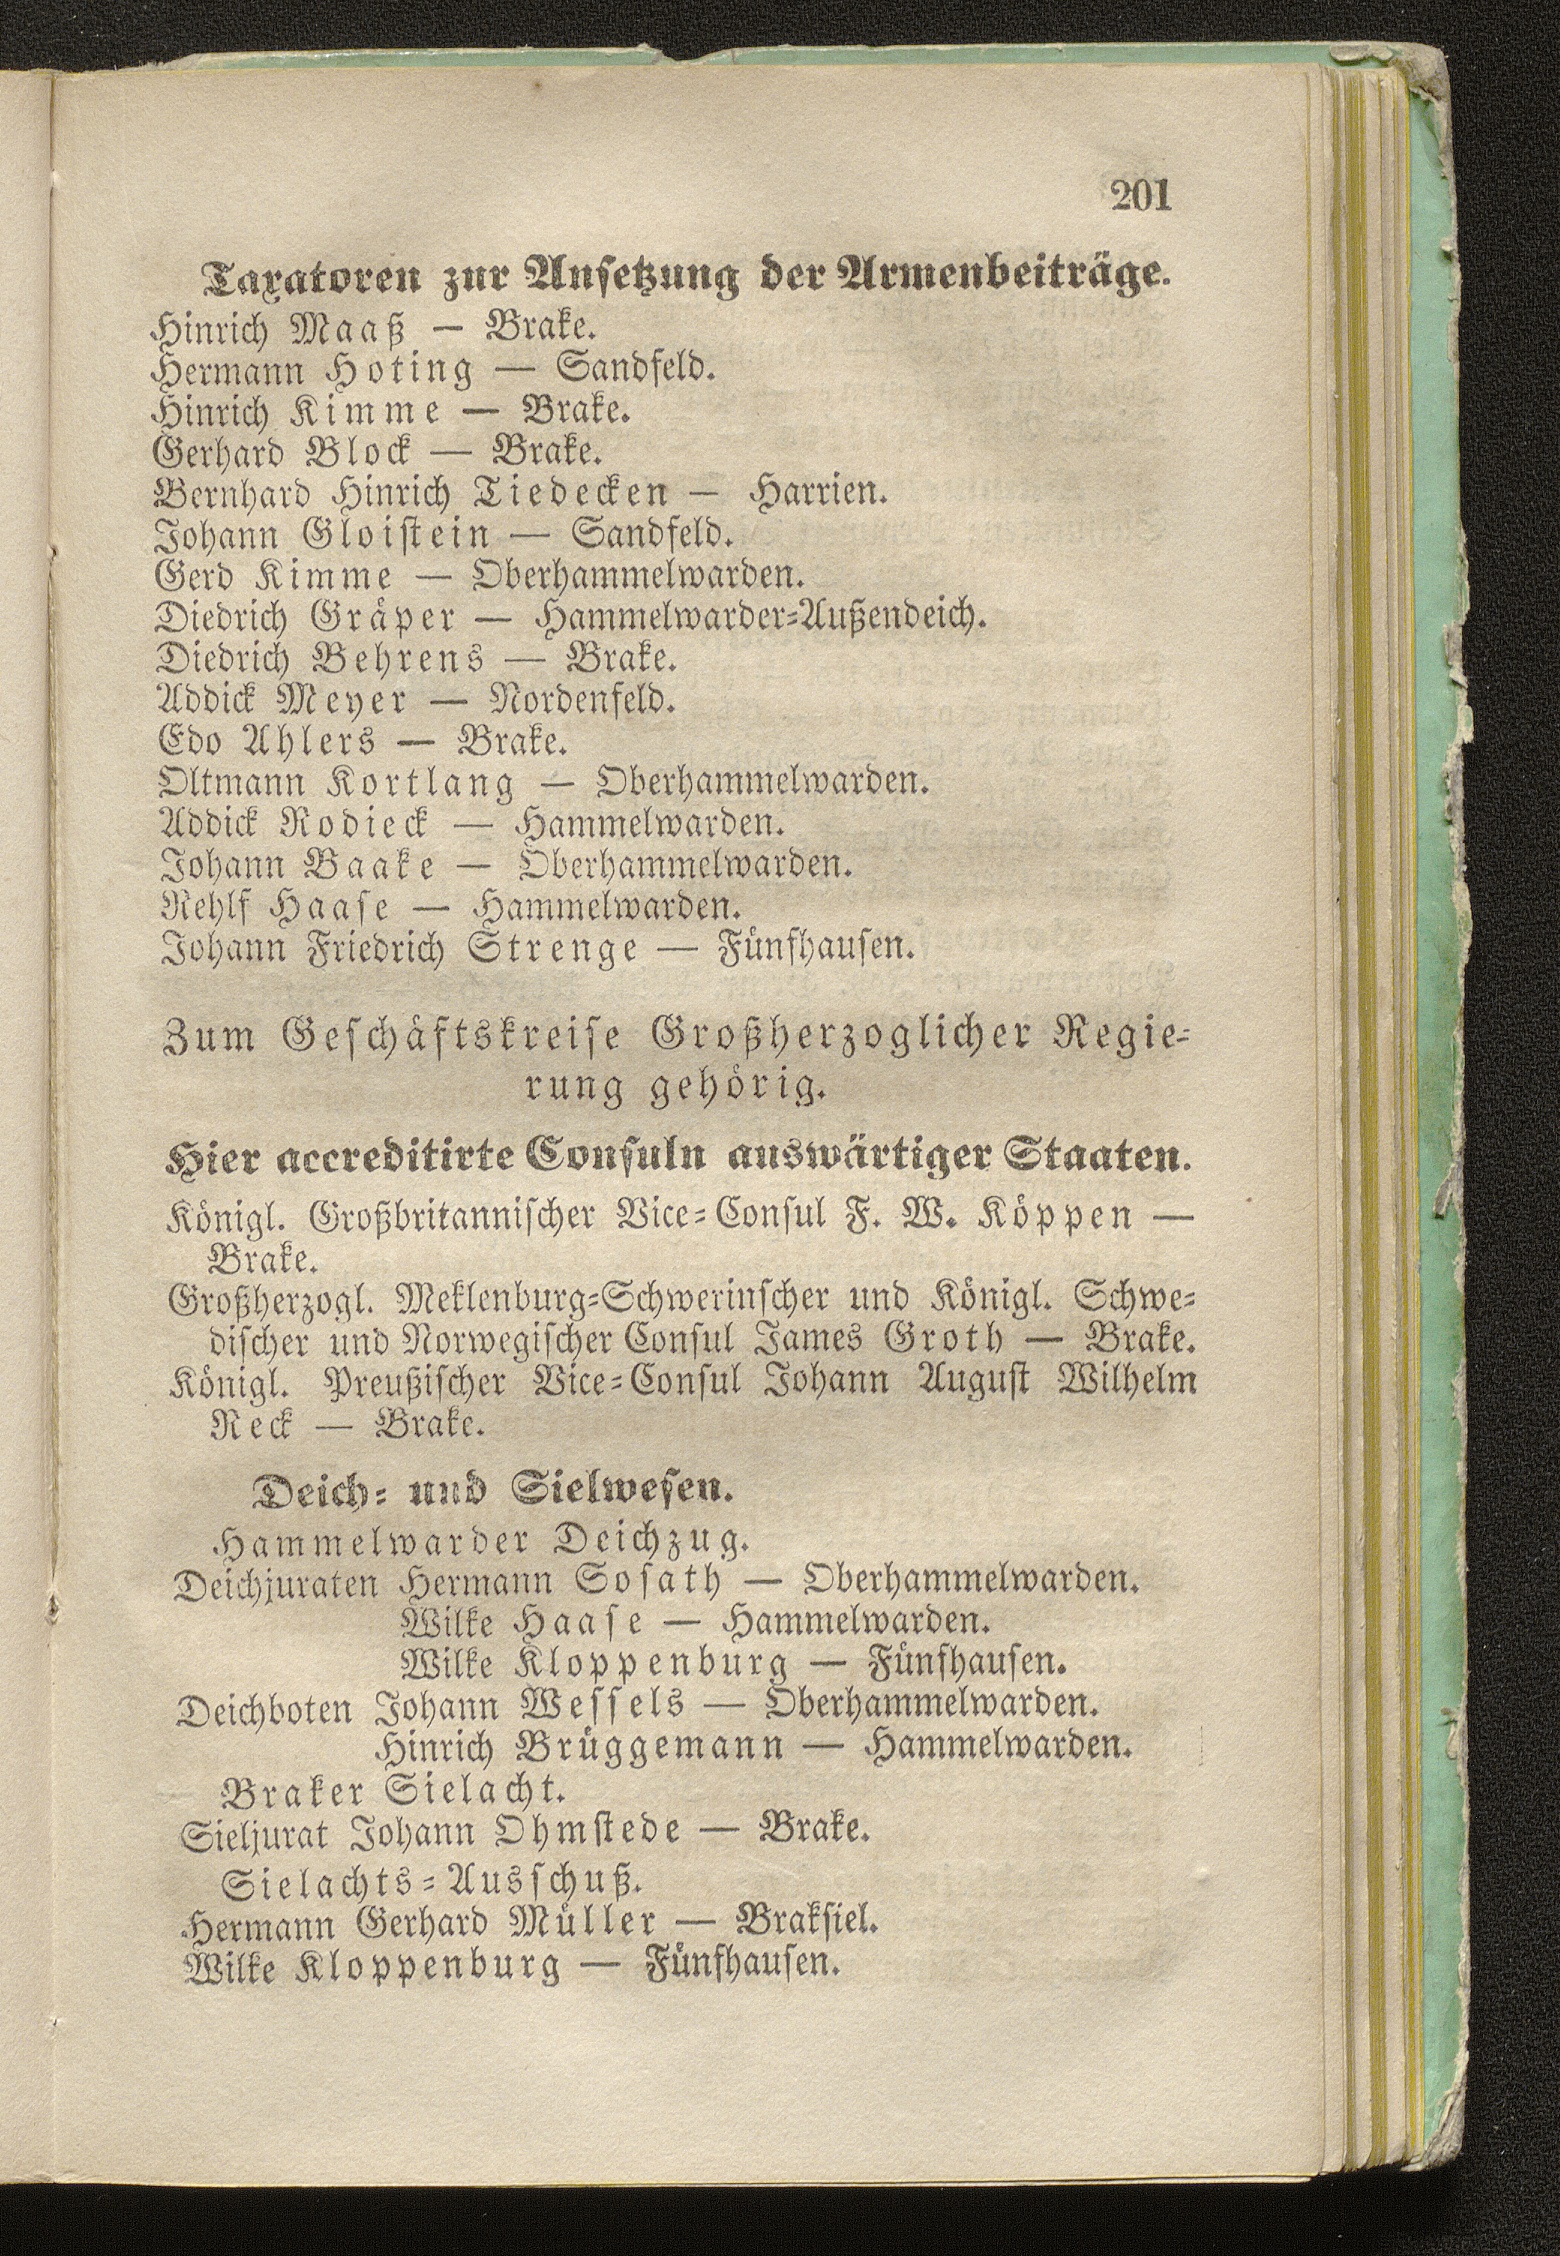 201
Taxatoren zur Ansetzung der Armenbeiträge.
Hinrich Maaß — Brake.
Hermann Hoting — Sandfeld.
Hinrich Kimme — Brake.
Gerhard Block — Brake.
Bernhard Hinrich Tiedecken — Harrien.
Johann Gloistein — Sandfeld.
Gerd Kimme — Oberhammelwarden.
Diedrich Gräper — Hammelwarder-Außendeich.
Diedrich Behrens — Brake.
Addick Meyer — Nordenfeld.
Edo Ahlers — Brake.
Oltmann Kortlang — Oberhammelwarden.
Addick Rodieck — Hammelwarden.
Johann Baake — Oberhammelwarden.
Rehlf Haase — Hammelwarden.
Johann Friedrich Strenge — Fünfhausen.
Zum Geschäftskreise Großherzoglicher Regie-
rung gehörig.
Hier accreditirte Consuln auswärtiger Staaten.
Königl. Großbritannischer Vice-Consul F. W. Köppen —
Brake.
Großherzogl. Meklenburg-Schwerinscher und Königl. Schwe-
discher und Norwegischer Consul James Groth — Brake.
Königl. Preußischer Vice-Consul Johann August Wilhelm
Reck — Brake.
Deich- und Sielwesen.
Hammelwarder Deichzug.
Deichjuraten Hermann Sosath — Oberhammelwarden.
Wilke Haase — Hammelwarden.
Wilke Kloppenburg — Fünfhausen.
Deichboten Johann Wessels — Oberhammelwarden.
Hinrich Brüggemann — Hammelwarden.
Braker Sielacht.
Sieljurat Johann Ohmstede — Brake.
Sielachts-Ausschuß.
Hermann Gerhard Müller — Braksiel.
Wilke Kloppenburg — Fünfhausen.